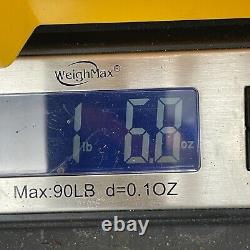 WeighMax®
1 lb 6.8 oz
Max:90LB d=0.1OZ